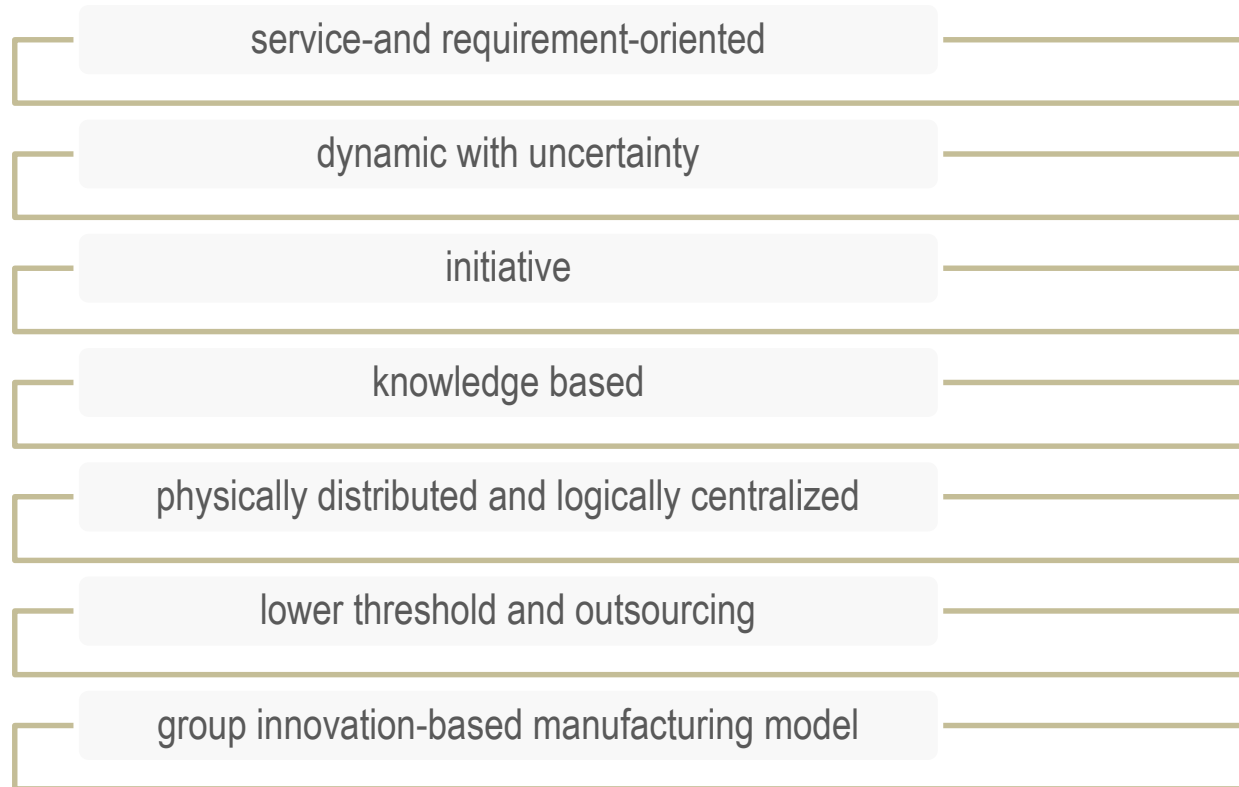 service-and requirement-oriented
dynamic with uncertainty
initiative
knowledge based
physically distributed and logically centralized
lower threshold and outsourcing
group innovation-based manufacturing model